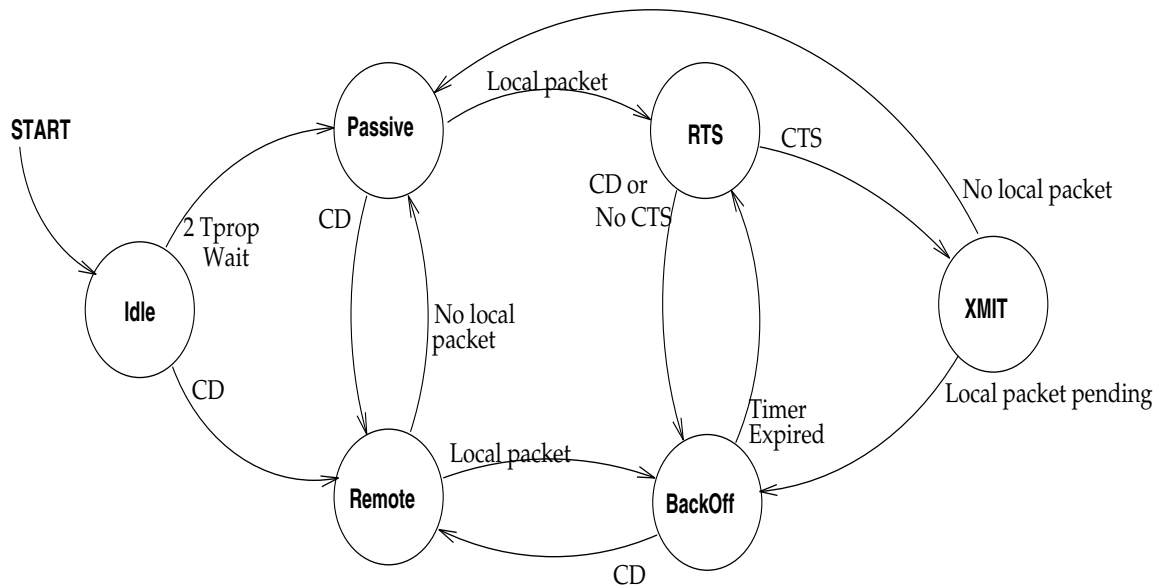 Local packet
START
Passive
RTS
CTS
CD or
No CTS
No local packet
CD
2 Tprop
Wait
Idle
XMIT
No local
packet
CD
Local packet pending
Timer
Expired
Local packet
Remote
BackOff
CD